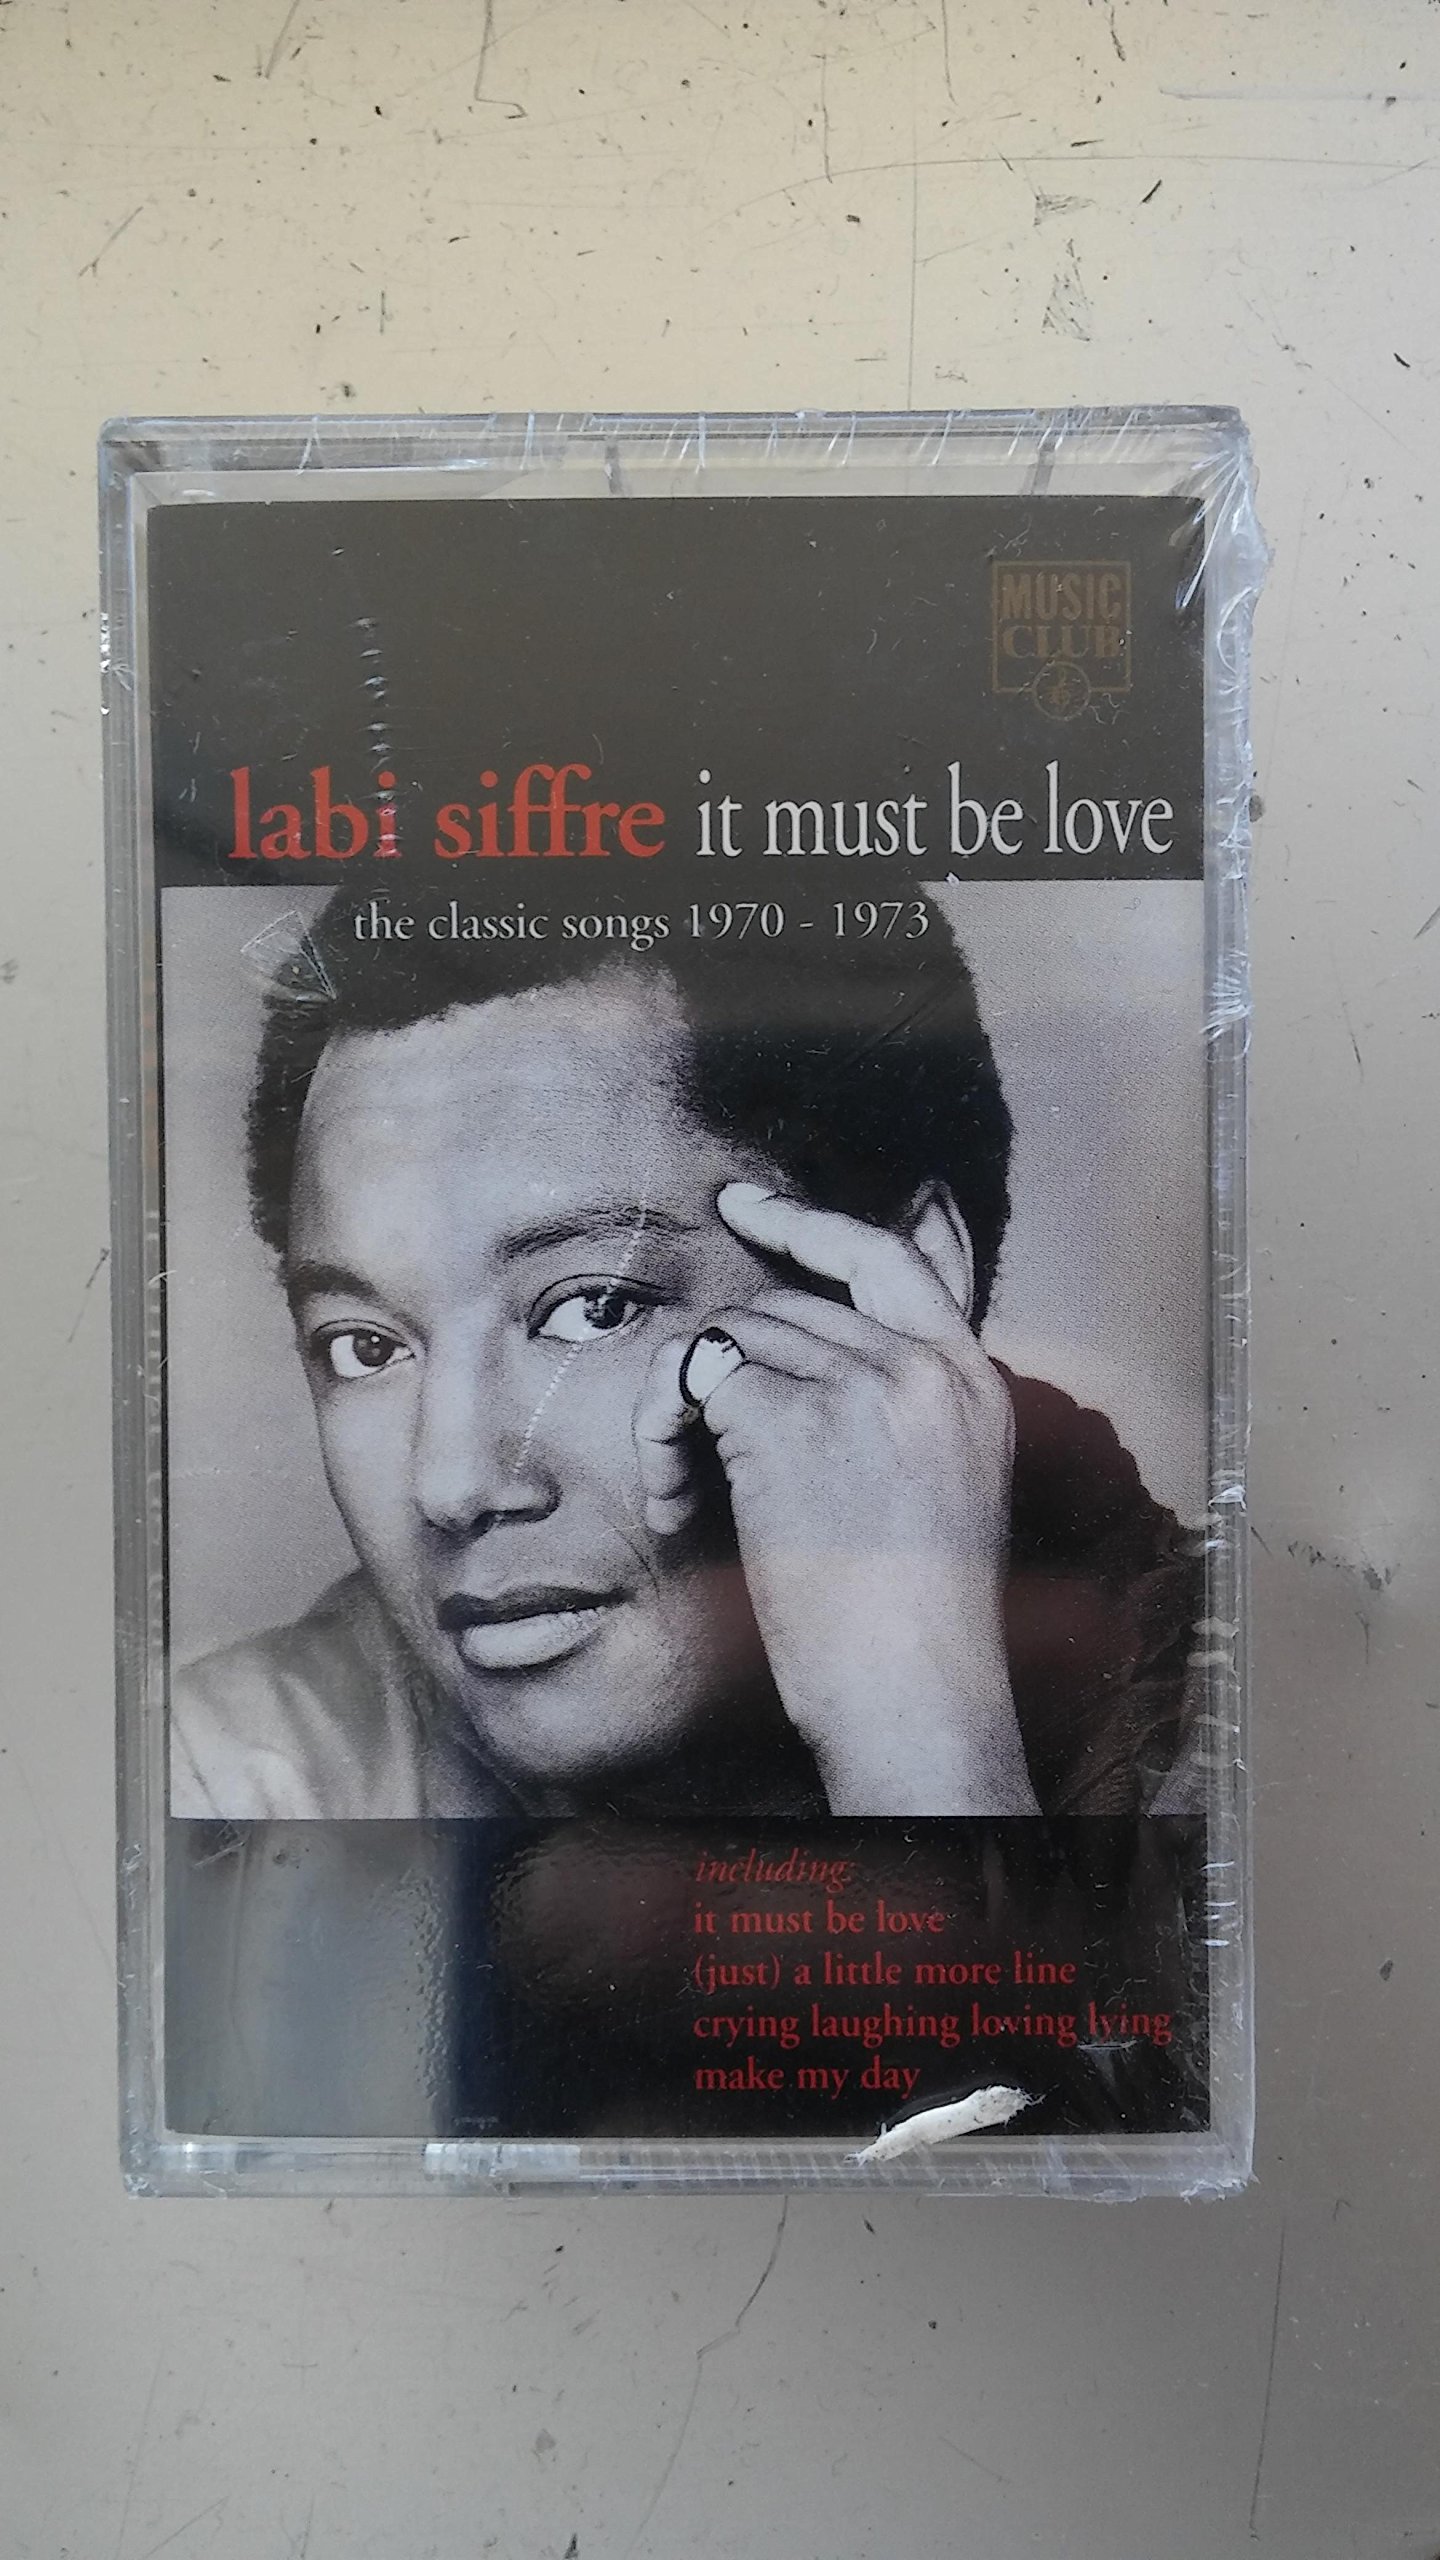 MUSIC
CLUB
labi siffre it must be love
the classic songs 1970 - 1973
including:
it must be love
(just) a little more line
crying laughing loving lying
make my day